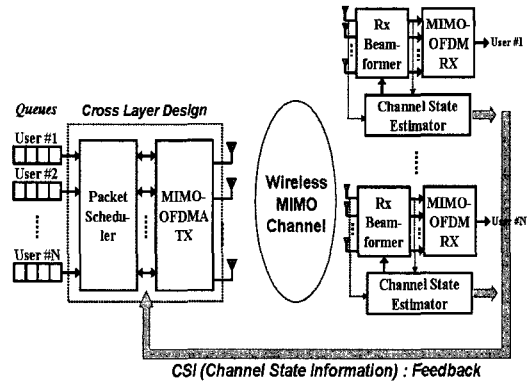 Queues
Cross Layer Design
User #1
User #2
User #N
Packet
Schedu-
ler
MIMO-
OFDMA
TX
Wireless
MIMO
Channel
Rx
Beam-
former
MIMO-
OFDM
RX
User #1
Channel State
Estimator
Rx
Beam-
former
MIMO-
OFDM
RX
User #N
Channel State
Estimator
CSI (Channel State Information) : Feedback